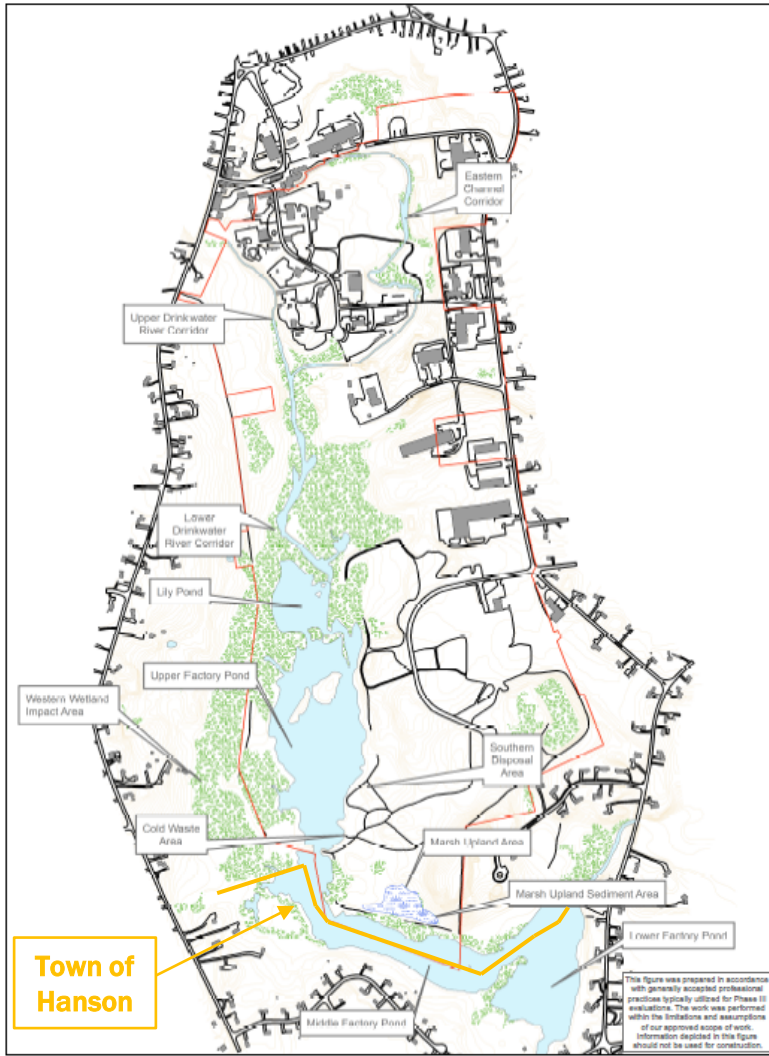 Eastern
Channel
Corridor
Upper Drinkwater
River Corridor
Lower
Drinkwater
River Corridor
Lily Pond
Upper Factory Pond
Western Wetland
Impact Area
Southern
Disposal
Area
Cold Waste
Area
Marsh Upland Area
Marsh Upland Sediment Area
Lower Factory Pond
Town of
Hanson
Middle Factory Pond
This figure was prepared in accordance
with generally accepted professional
practices typically utilized for Phase III
evaluations. The work was performed
within the limitations and assumptions
of our approved scope of work.
Information depicted in this figure
should not be used for construction.